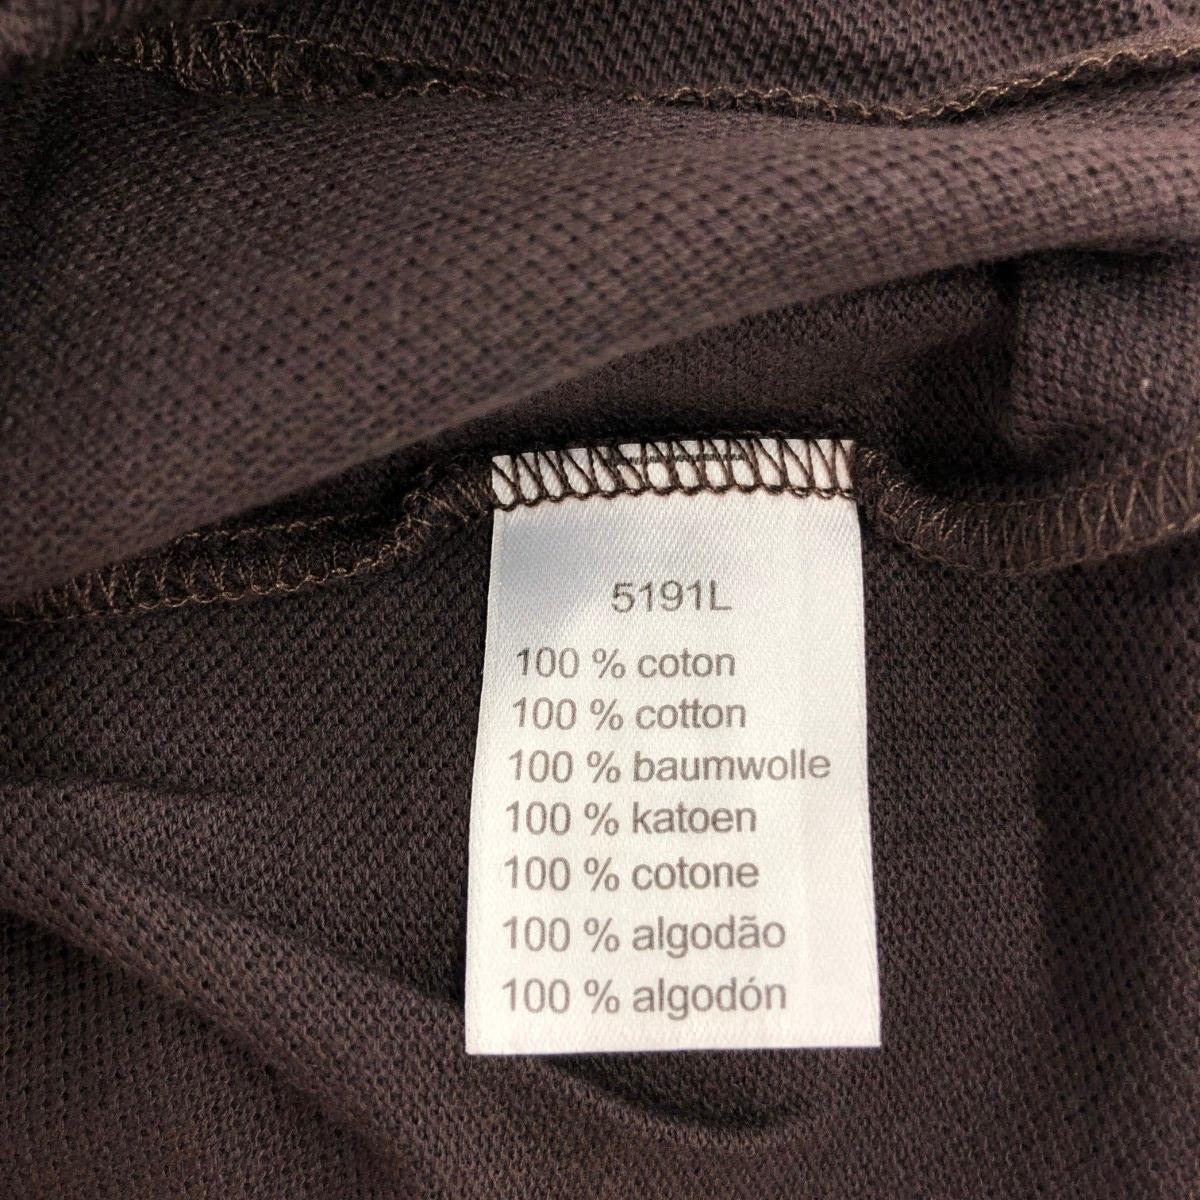 5191L
100 % coton
100 % cotton
100 % baumwolle
100 % katoen
100 % cotone
100 % algodão
100 % algodón